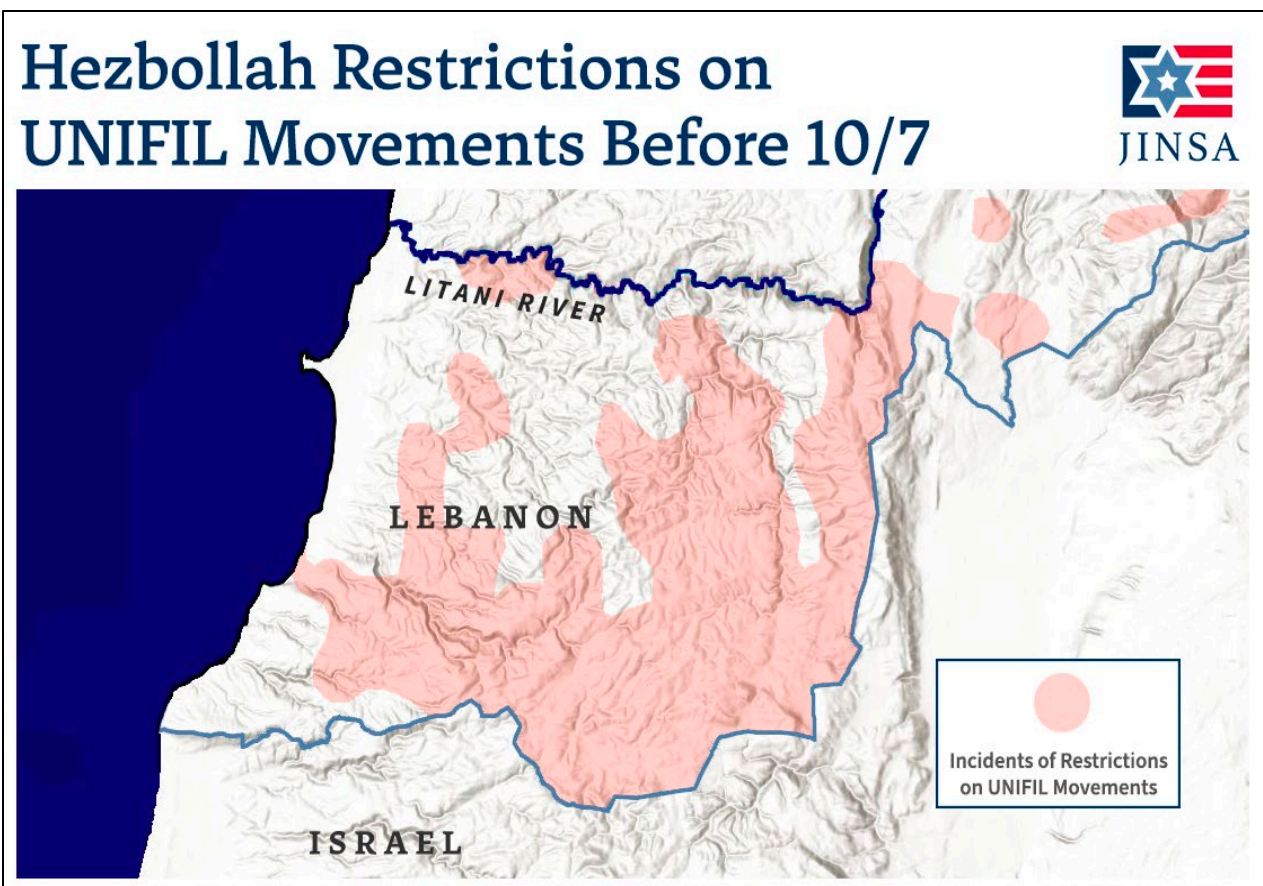 Hezbollah Restrictions on
UNIFIL Movements Before 10/7
JINSA
LITANI RIVER
LEBANON
Incidents of Restrictions
on UNIFIL Movements
ISRAEL